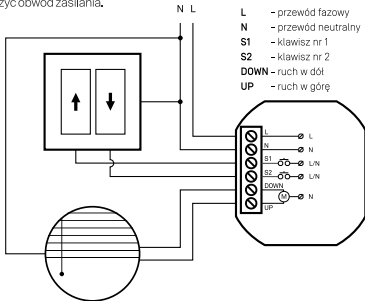 zyć obwód zasilania.
N L
L – przewód fazowy
N – przewód neutralny
S1 – klawisz nr 1
S2 – klawisz nr 2
DOWN – ruch w dół
UP – ruch w górę
L L
N N
S1 L/N
S2 L/N
DOWN
M N
UP